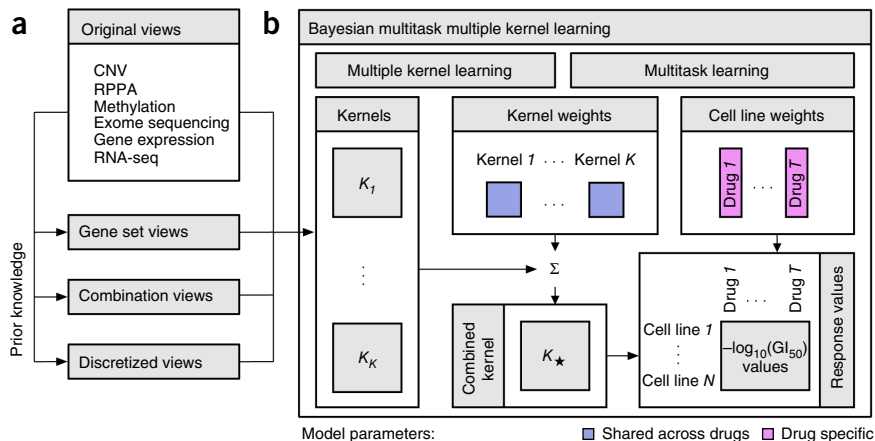 a
Original views
CNV
RPPA
Methylation
Exome sequencing
Gene expression
RNA-seq
Prior knowledge
Gene set views
Combination views
Discretized views
b
Bayesian multitask multiple kernel learning
Multiple kernel learning
Multitask learning
Kernels
K1
⋮
KK
Kernel weights
Kernel 1 . . . Kernel K
. . .
Σ
Combined kernel
K★
Cell line weights
Drug 1 . . . Drug T
Drug 1 . . . Drug T
Cell line 1
⋮
Cell line N
–log10(GI50)
values
Response values
Model parameters: Shared across drugs Drug specific